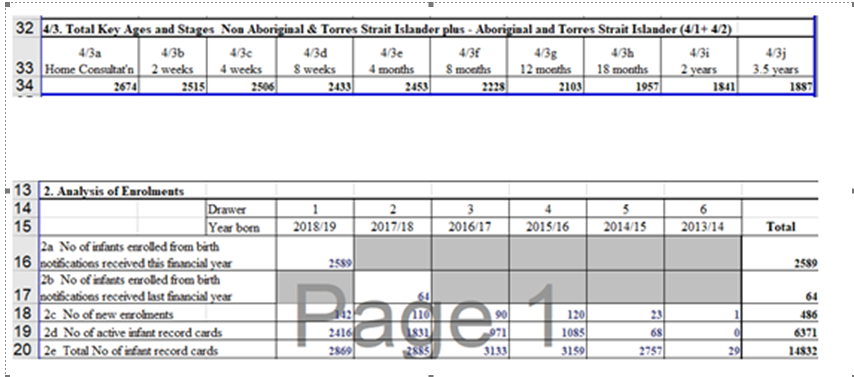 32 4/3. Total Key Ages and Stages Non Aboriginal & Torres Strait Islander plus - Aboriginal and Torres Strait Islander (4/1+ 4/2)
4/3a 4/3b 4/3c 4/3d 4/3e 4/3f 4/3g 4/3h 4/3i 4/3j
33 Home Consultat'n 2 weeks 4 weeks 8 weeks 4 months 8 months 12 months 18 months 2 years 3.5 years
34 2674 2515 2506 2433 2453 2228 2103 1957 1841 1887
13 2. Analysis of Enrolments
14 Drawer 1 2 3 4 5 6
15 Year born 2018/19 2017/18 2016/17 2015/16 2014/15 2013/14 Total
2a No of infants enrolled from birth
16 notifications received this financial year 2589 2589
2b No of infants enrolled from birth
17 notifications received last financial year 64 64
18 2c No of new enrolments 142 110 90 120 23 1 486
19 2d No of active infant record cards 2416 1831 971 1085 68 0 6371
20 2e Total No of infant record cards 2869 2885 3133 3159 2757 29 14832
Page 1